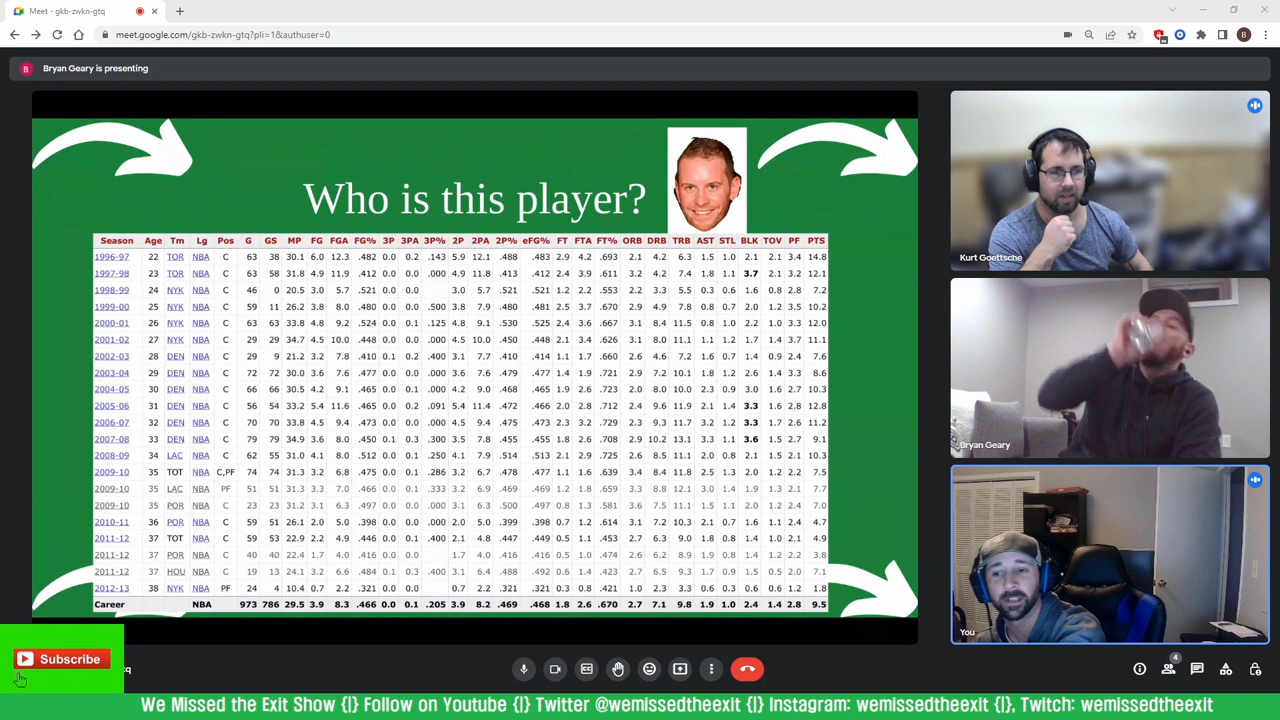 Meet - gkb-zwkn-gtq
meet.google.com/gkb-zwkn-gtq?pli=1&authuser=0
B
B Bryan Geary is presenting
Who is this player?
Season Age Tm Lg Pos G GS MP FG FGA FG% 3P 3PA 3P% 2P 2PA 2P% eFG% FT FTA FT% ORB DRB TRB AST STL BLK TOV PF PTS
1996-97 22 TOR NBA C 63 38 30.1 6.0 12.3 .482 0.0 0.2 .143 5.9 12.1 .488 .483 2.9 4.2 .693 2.1 4.2 6.3 1.5 1.0 2.1 2.1 3.4 14.8
1997-98 23 TOR NBA C 63 58 31.8 4.9 11.9 .412 0.0 0.2 .000 4.9 11.8 .413 .412 2.4 3.9 .611 3.2 4.2 7.4 1.8 1.1 3.7 2.1 3.2 12.1
1998-99 24 NYK NBA C 46 0 20.5 3.0 5.7 .521 0.0 0.0 3.0 5.7 .521 .521 1.2 2.2 .553 2.2 3.3 5.5 0.3 0.6 1.6 0.8 2.8 7.2
1999-00 25 NYK NBA C 59 11 26.2 3.8 8.0 .480 0.0 0.0 .500 3.8 7.9 .480 .481 2.5 3.7 .670 2.9 4.9 7.8 0.7 0.7 2.0 1.2 3.5 10.2
2000-01 26 NYK NBA C 63 63 33.8 4.8 9.2 .524 0.0 0.1 .125 4.8 9.1 .530 .525 2.4 3.6 .667 3.1 8.4 11.5 0.8 1.0 2.2 1.0 3.3 12.0
2001-02 27 NYK NBA C 29 29 34.7 4.5 10.0 .448 0.0 0.0 .000 4.5 10.0 .450 .448 2.1 3.4 .626 3.1 8.0 11.1 1.1 1.2 1.7 1.4 3.7 11.1
2002-03 28 DEN NBA C 29 9 21.2 3.2 7.8 .410 0.1 0.2 .400 3.1 7.7 .410 .414 1.1 1.7 .660 2.6 4.6 7.2 1.6 0.7 1.4 0.9 2.4 7.6
2003-04 29 DEN NBA C 72 72 30.0 3.6 7.6 .477 0.0 0.1 .000 3.6 7.6 .479 .477 1.4 1.9 .721 2.9 7.2 10.1 1.8 1.2 2.6 1.4 3.3 8.6
2004-05 30 DEN NBA C 66 66 30.5 4.2 9.1 .465 0.1 0.1 .000 4.2 9.0 .468 .465 1.9 2.6 .723 2.0 8.0 10.0 2.3 0.9 3.0 1.6 2.7 10.3
2005-06 31 DEN NBA C 56 54 33.2 5.4 11.6 .465 0.0 0.2 .091 5.4 11.4 .472 .466 2.0 2.8 .712 2.4 9.6 11.9 2.1 1.4 3.3 1.6 2.8 12.8
2006-07 32 DEN NBA C 70 70 33.8 4.5 9.4 .473 0.0 0.0 .000 4.5 9.4 .475 .473 2.3 3.2 .729 2.3 9.3 11.7 3.2 1.2 3.3 1.7 2.6 11.2
2007-08 33 DEN NBA C 79 79 34.9 3.6 8.0 .450 0.1 0.3 .300 3.5 7.8 .455 .455 1.8 2.6 .708 2.9 10.2 13.1 3.3 1.1 3.6 1.5 2.7 9.1
2008-09 34 LAC NBA C 62 55 31.0 4.1 8.0 .512 0.0 0.1 .250 4.1 7.9 .514 .513 2.1 2.9 .725 2.6 8.5 11.1 2.0 0.8 2.1 1.5 2.1 10.3
2009-10 35 TOT NBA C,PF 74 74 31.3 3.2 6.8 .475 0.0 0.1 .286 3.2 6.7 .478 .477 1.1 1.6 .639 3.4 8.4 11.8 2.5 1.3 2.0 1.2 2.2 7.5
2009-10 35 LAC NBA PF 51 51 31.3 3.3 7.0 .466 0.0 0.1 .333 3.2 6.9 .469 .469 1.2 1.8 .659 3.3 8.8 12.1 3.0 1.4 1.9 1.3 2.1 7.7
2009-10 35 POR NBA C 23 23 31.2 3.1 6.3 .497 0.0 0.0 .000 3.1 6.3 .500 .497 0.8 1.3 .581 3.6 7.5 11.1 1.5 1.1 2.0 1.0
2010-11 36 POR NBA C 26.1 2.0 5.0 .398 0.0 0.0 .000 2.0 5.0 .399 .398 0.7 1.2 .614 3.1 7.2 2.1 0.7 1.6 1.1 2.4 4.7
2011-12 37 TOT NBA C 22.9 2.2 4.9 .446 0.0 0.1 .400 2.1 4.8 .447 .449 0.5 1.1 .453 1.8 0.8 1.4 1.0 2.1 4.9
2011-12 37 POR NBA C 22.4 1.7 4.0 .416 0.0 0.0 1.7 4.0 .416 .416 0.5 1.0 .474 2.6 6.2 3.8
2011-12 37 HOU NBA C 24.1 3.2 6.6 .484 0.1 0.3 .400 3.1 6.4 .488 .492 0.6 1.4 .423 7.1
2012-13 38 NYK NBA PF 24 4 10.4 0.7 2.2 .321 0.0 0.0 0.7 2.2 .321 .321 0.3 0.8 .421 1.0 2.3 3.3 0.6 0.3 0.6 0.6 1.2 1.8
Career NBA 973 786 29.5 3.9 8.3 .466 0.0 0.1 .205 3.9 8.2 .469 .468 1.8 2.6 .670 2.7 7.1 9.8 1.9 1.0 2.4 1.4 2.8 9.5
Kurt Goettsche
Bryan Geary
You
Subscribe
4
We Missed the Exit Show {|} Follow on Youtube {|} Twitter @wemissedtheexit {|} Instagram: wemissedtheexit {|}, Twitch: wemissedtheexit